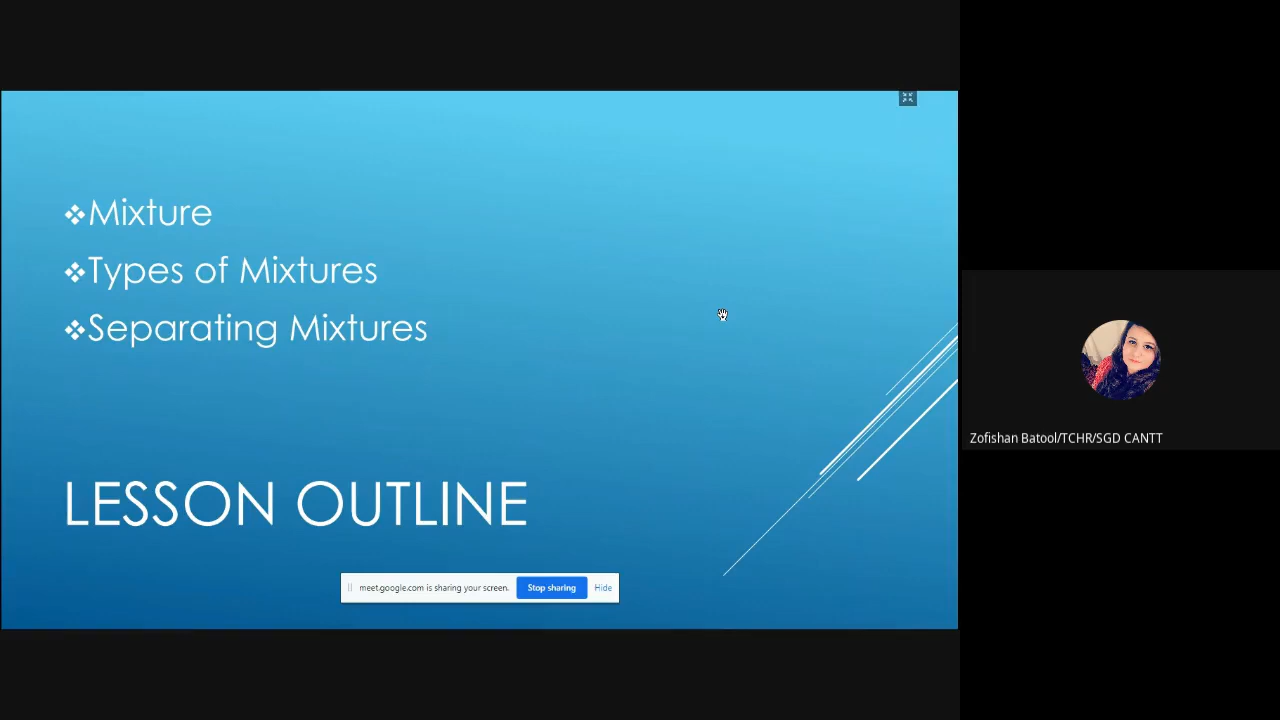 ❖Mixture
❖Types of Mixtures
❖Separating Mixtures
LESSON OUTLINE
meet.google.com is sharing your screen. Stop sharing Hide
Zofishan Batool/TCHR/SGD CANTT